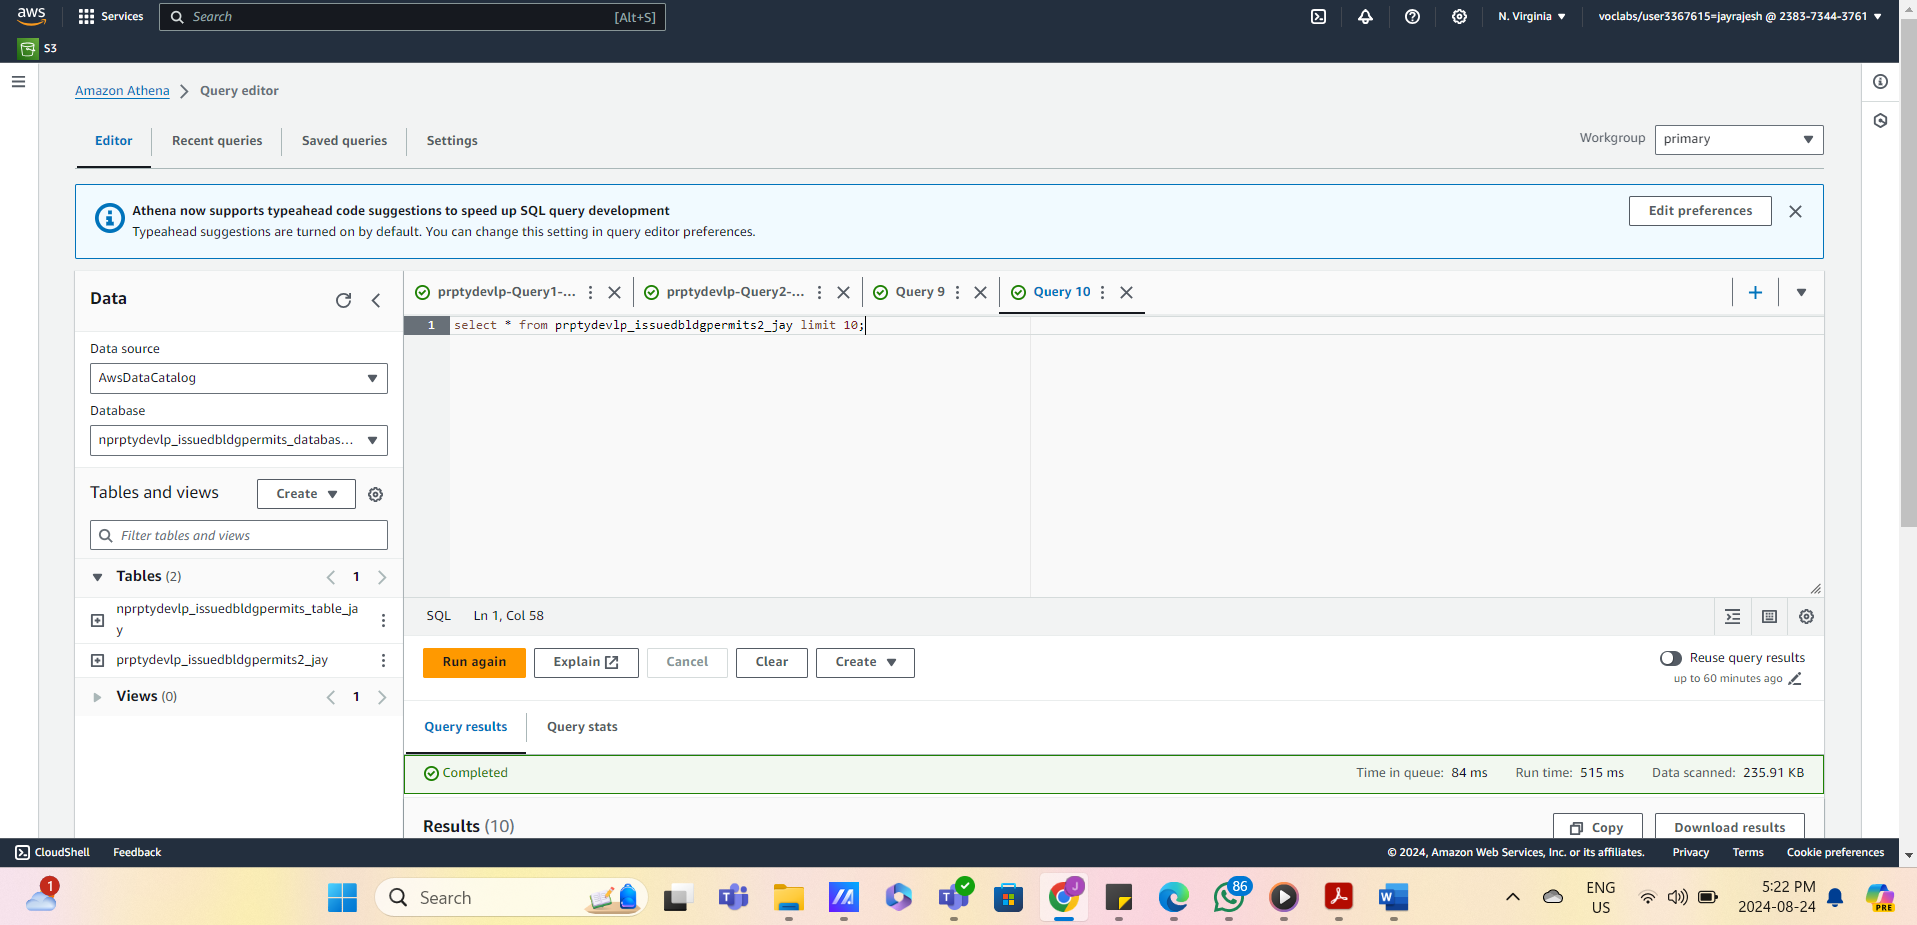 aws
Services
Search
[Alt+S]
N. Virginia
voclabs/user3367615=jayrajesh @ 2383-7344-3761
S3
Amazon Athena
Query editor
Editor
Recent queries
Saved queries
Settings
Workgroup
primary
Athena now supports typeahead code suggestions to speed up SQL query development
Typeahead suggestions are turned on by default. You can change this setting in query editor preferences.
Edit preferences
Data
Data source
AwsDataCatalog
Database
nprptydevlp_issuedbldgpermits_databas...
Tables and views
Create
Filter tables and views
Tables (2)
1
nprptydevlp_issuedbldgpermits_table_ja
y
prptydevlp_issuedbldgpermits2_jay
Views (0)
1
prptydevlp-Query1-...
prptydevlp-Query2-...
Query 9
Query 10
1 select * from prptydevlp_issuedbldgpermits2_jay limit 10;
SQL
Ln 1, Col 58
Run again
Explain
Cancel
Clear
Create
Reuse query results
up to 60 minutes ago
Query results
Query stats
Completed
Time in queue: 84 ms
Run time: 515 ms
Data scanned: 235.91 KB
Results (10)
Copy
Download results
CloudShell
Feedback
© 2024, Amazon Web Services, Inc. or its affiliates.
Privacy
Terms
Cookie preferences
1
Search
J
86
ENG
US
5:22 PM
2024-08-24
PRE